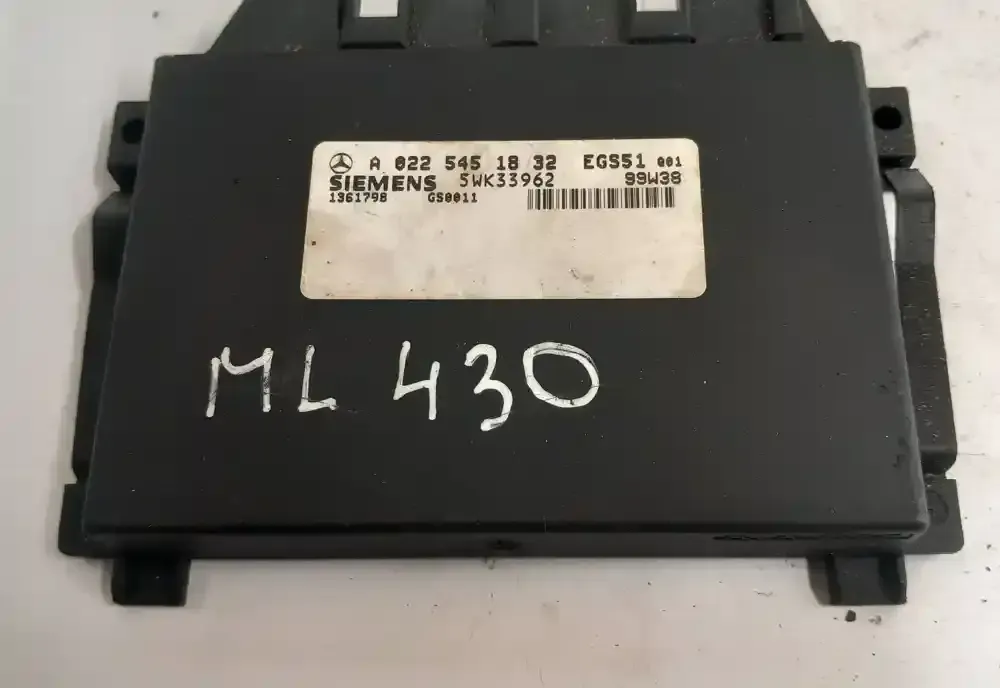 A 022 545 18 32 EGS51 001
SIEMENS 5WK33962 99W38
1361798 GS0011
ML 430